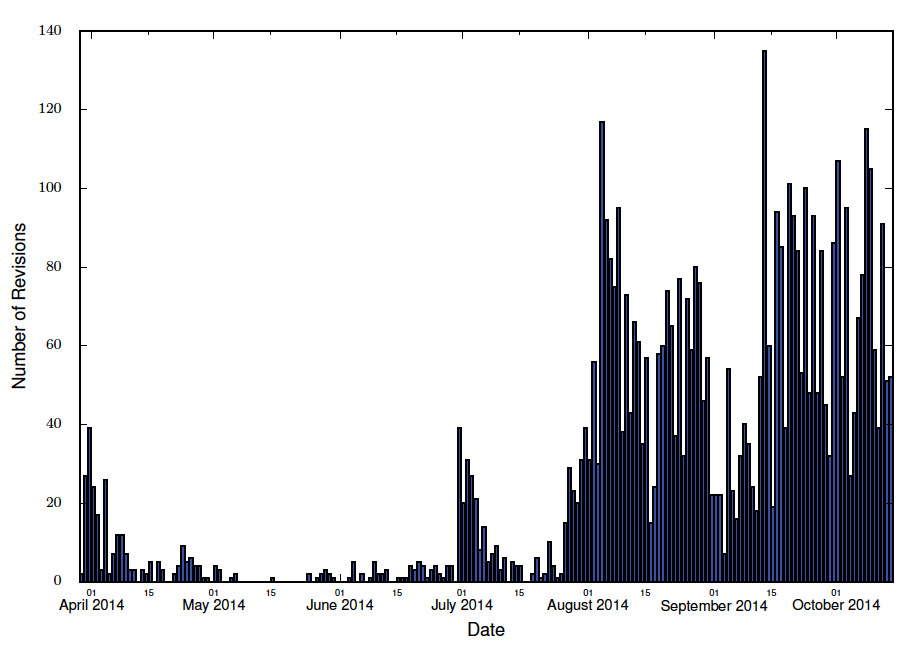 140
120
100
80
60
40
20
0
Number of Revisions
01 15 01 15 01 15 01 15 01 15 01 15 01
April 2014 May 2014 June 2014 July 2014 August 2014 September 2014 October 2014
Date